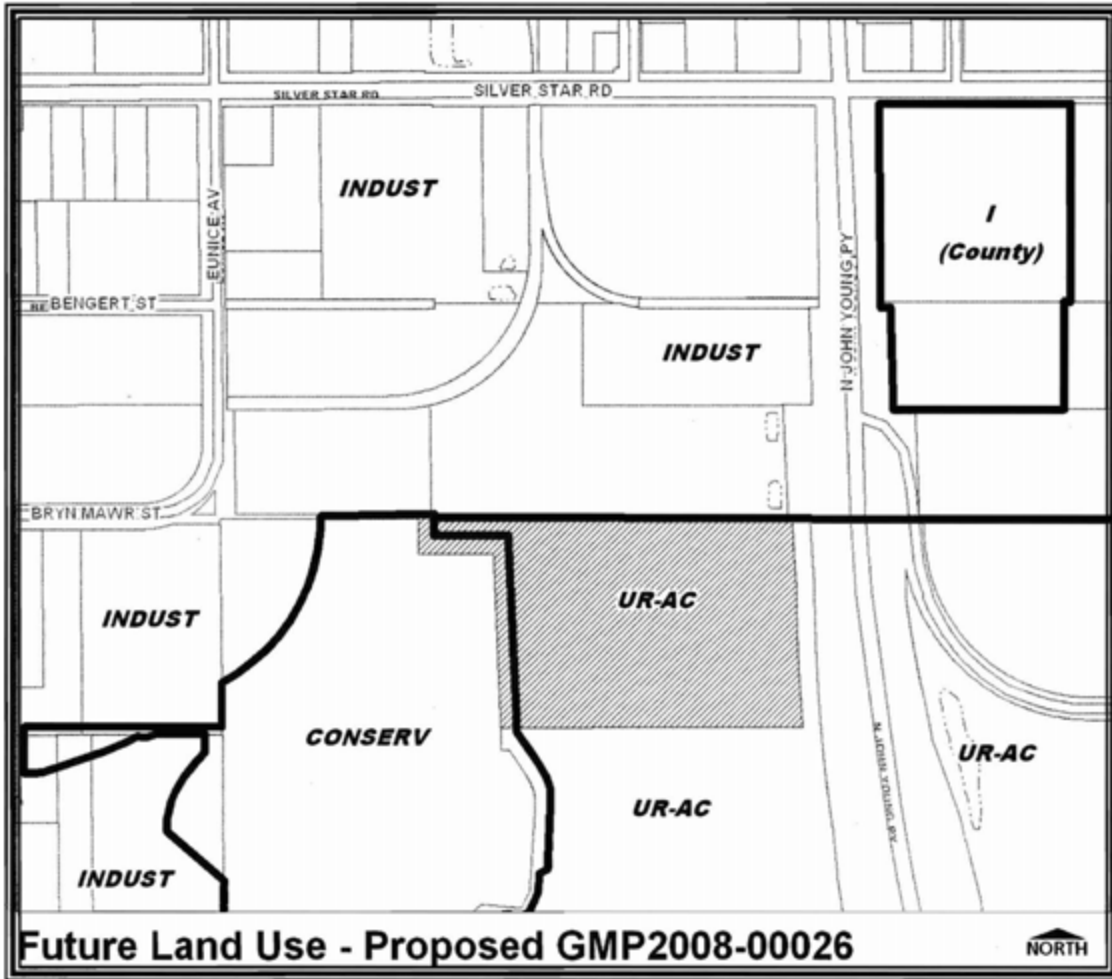 SILVER STAR RD
SILVER STAR RD
INDUST
EUNICE AV
I
(County)
N JOHN YOUNG PY
BENGERT ST
INDUST
BRYN MAWR ST
UR-AC
INDUST
CONSERV
N JOHN YOUNG PY
UR-AC
UR-AC
INDUST
Future Land Use - Proposed GMP2008-00026
NORTH